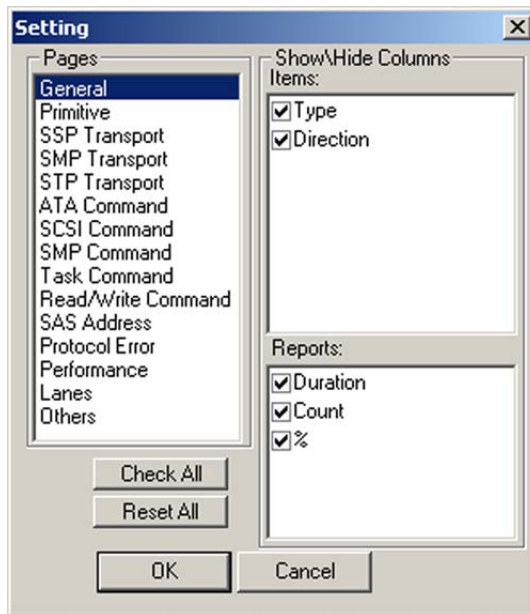 Setting
Pages
General
Primitive
SSP Transport
SMP Transport
STP Transport
ATA Command
SCSI Command
SMP Command
Task Command
Read/Write Command
SAS Address
Protocol Error
Performance
Lanes
Others
Check All
Reset All
Show\Hide Columns
Items:
Type
Direction
Reports:
Duration
Count
%
OK
Cancel